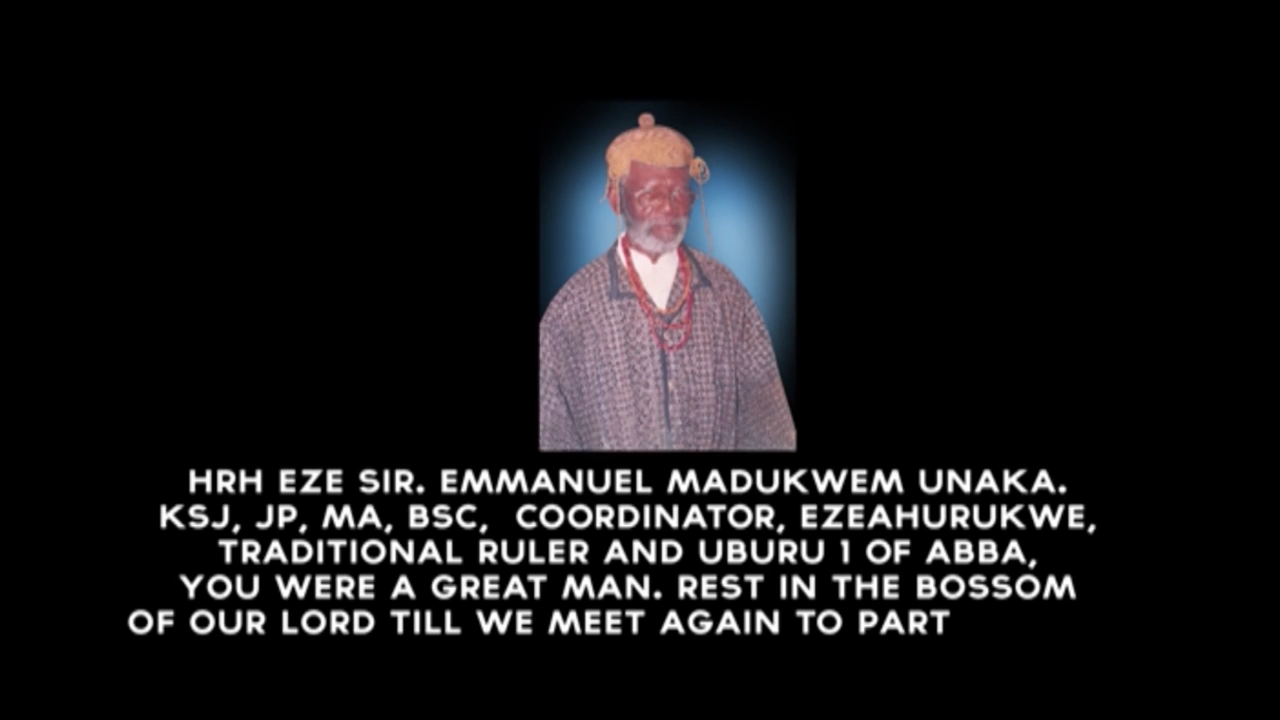 HRH EZE SIR. EMMANUEL MADUKWEM UNAKA.
KSJ, JP, MA, BSC, COORDINATOR, EZEAHURUKWE,
TRADITIONAL RULER AND UBURU 1 OF ABBA,
YOU WERE A GREAT MAN. REST IN THE BOSSOM
OF OUR LORD TILL WE MEET AGAIN TO PART